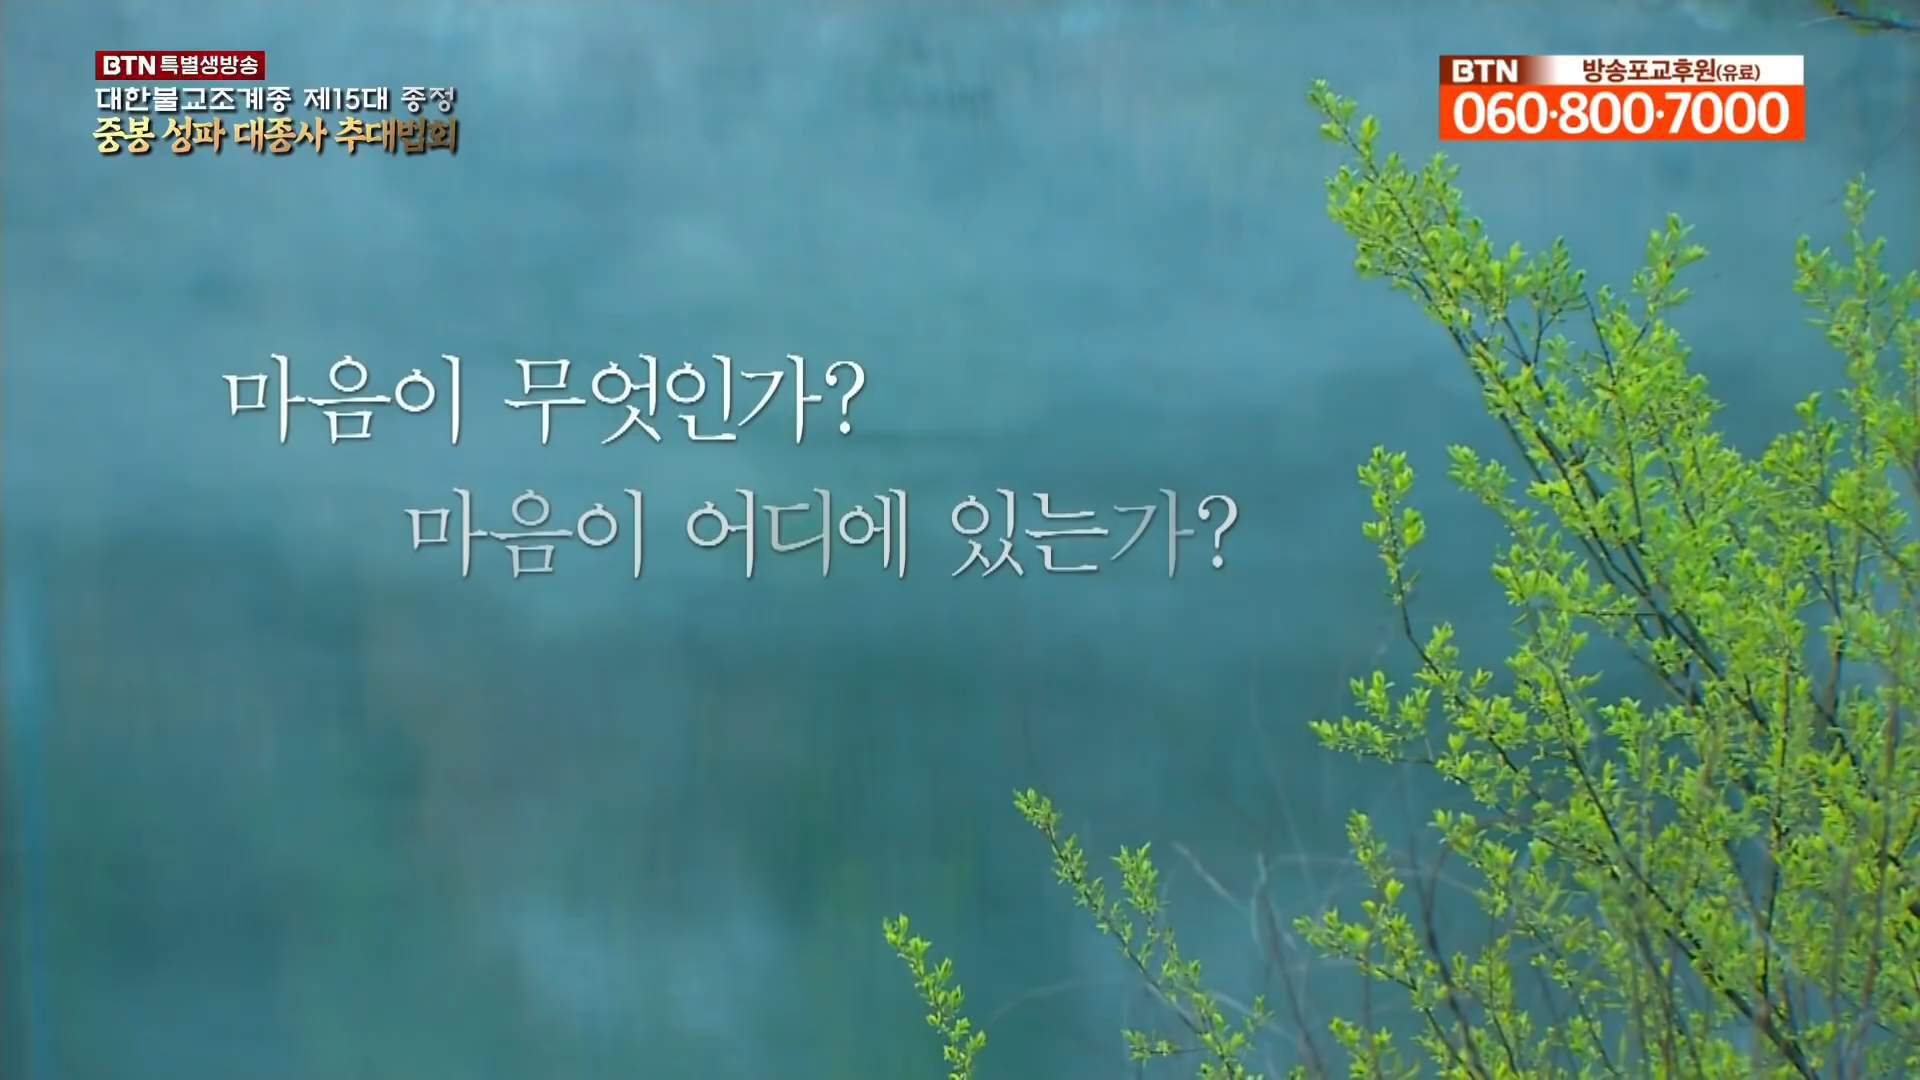 BTN 특별생방송
대한불교조계종 제15대 종정
중봉 성파 대종사 추대법회
BTN 방송포교후원(유료)
060·800·7000
마음이 무엇인가?
마음이 어디에 있는가?